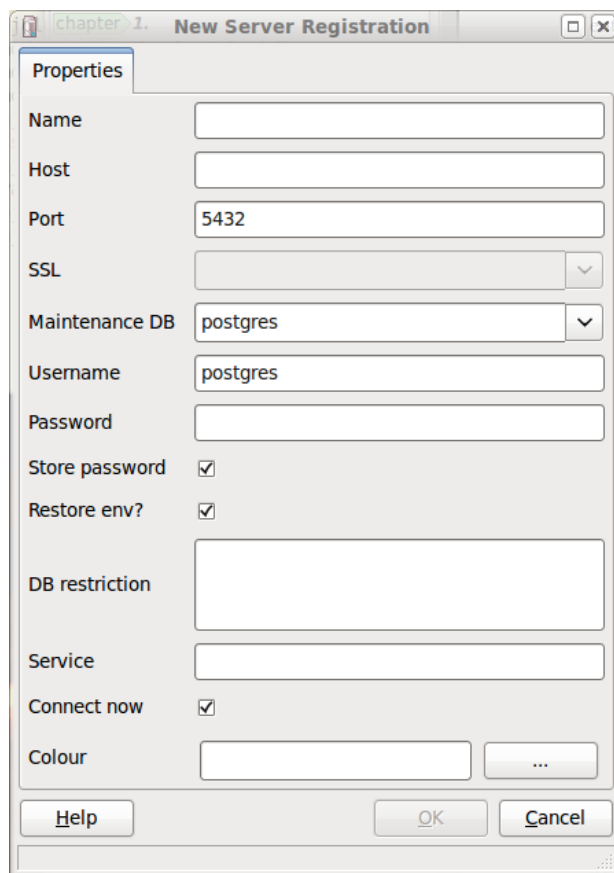 chapter 1. New Server Registration
Properties
Name
Host
Port 5432
SSL
Maintenance DB postgres
Username postgres
Password
Store password
Restore env?
DB restriction
Service
Connect now
Colour ...
Help OK Cancel